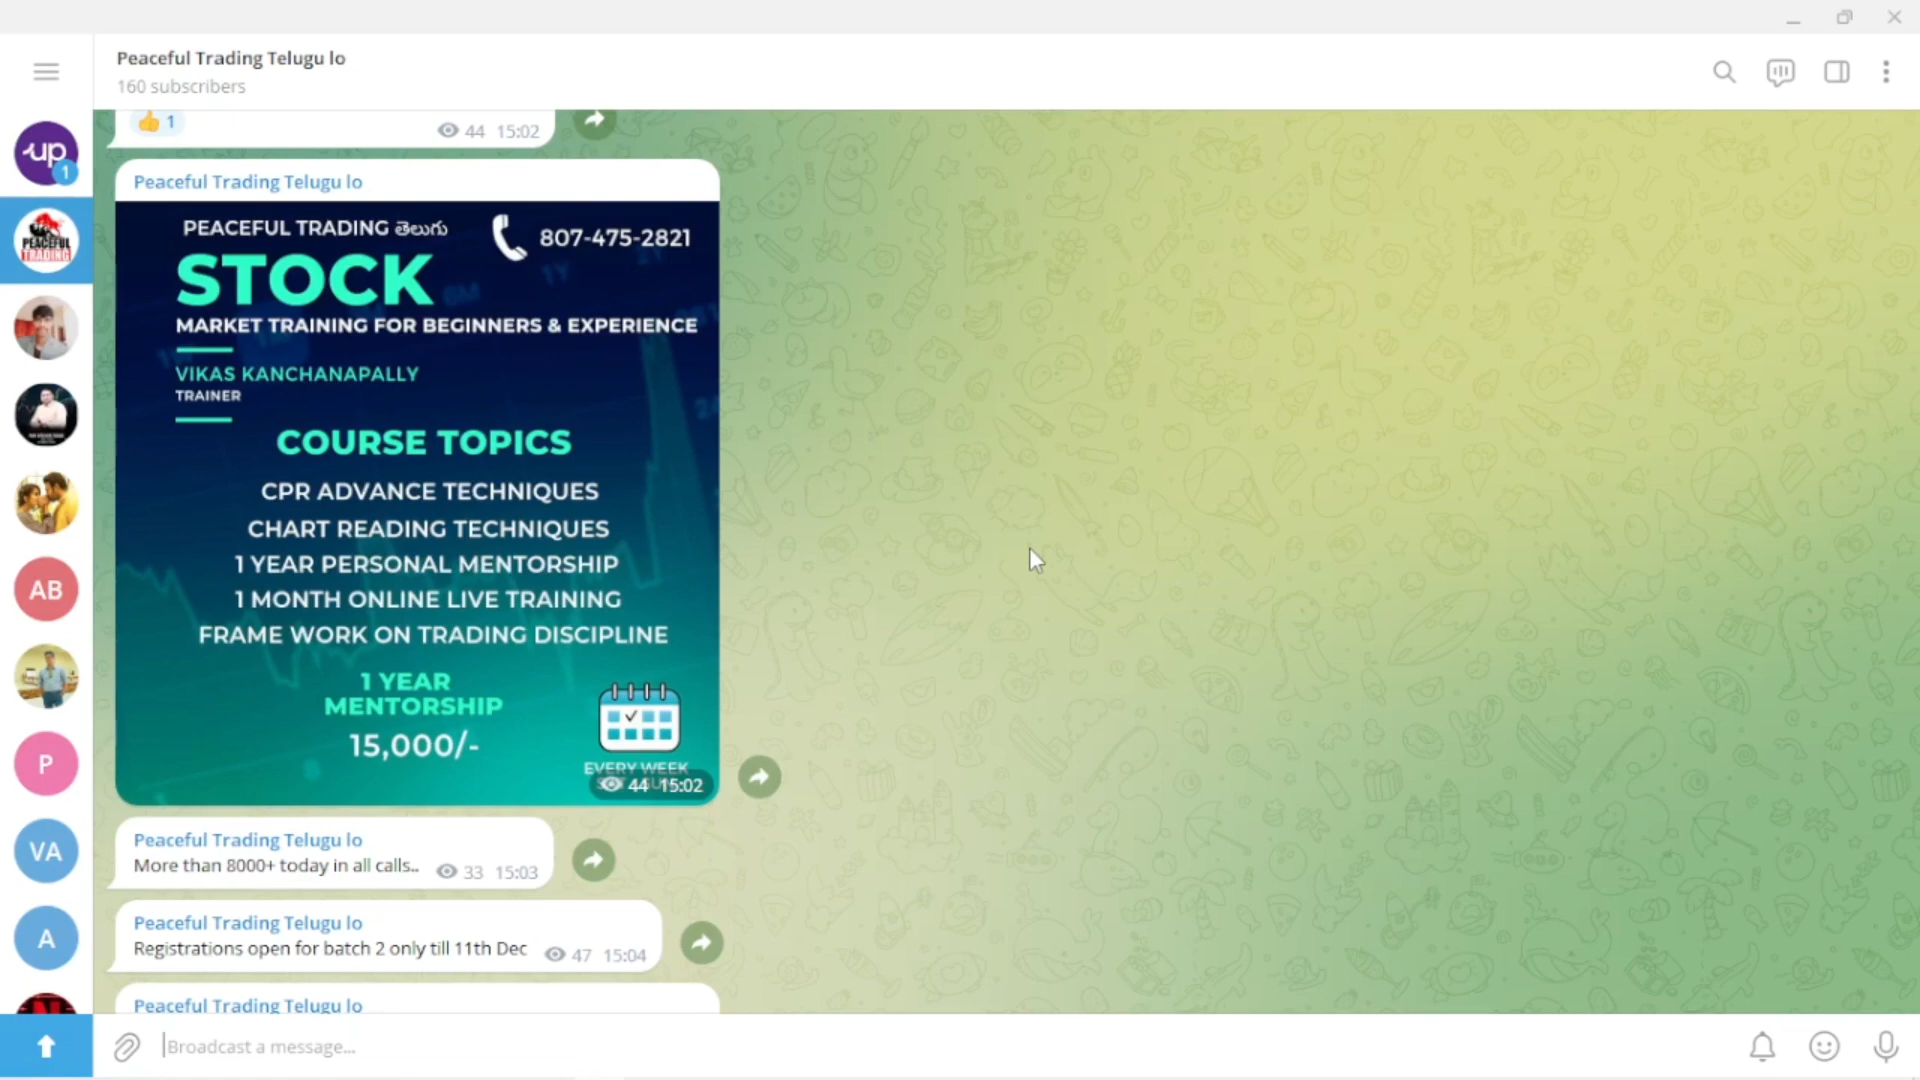 Peaceful Trading Telugu lo
160 subscribers
up
1
PEACEFUL
TRADING
AB
P
VA
A
👍 1
44 15:02
Peaceful Trading Telugu lo
PEACEFUL TRADING తెలుగు
807-475-2821
STOCK
MARKET TRAINING FOR BEGINNERS & EXPERIENCE
VIKAS KANCHANAPALLY
TRAINER
COURSE TOPICS
CPR ADVANCE TECHNIQUES
CHART READING TECHNIQUES
1 YEAR PERSONAL MENTORSHIP
1 MONTH ONLINE LIVE TRAINING
FRAME WORK ON TRADING DISCIPLINE
1 YEAR
MENTORSHIP
15,000/-
EVERY WEEK
44 15:02
Peaceful Trading Telugu lo
More than 8000+ today in all calls..
33 15:03
Peaceful Trading Telugu lo
Registrations open for batch 2 only till 11th Dec
47 15:04
Peaceful Trading Telugu lo
Broadcast a message...